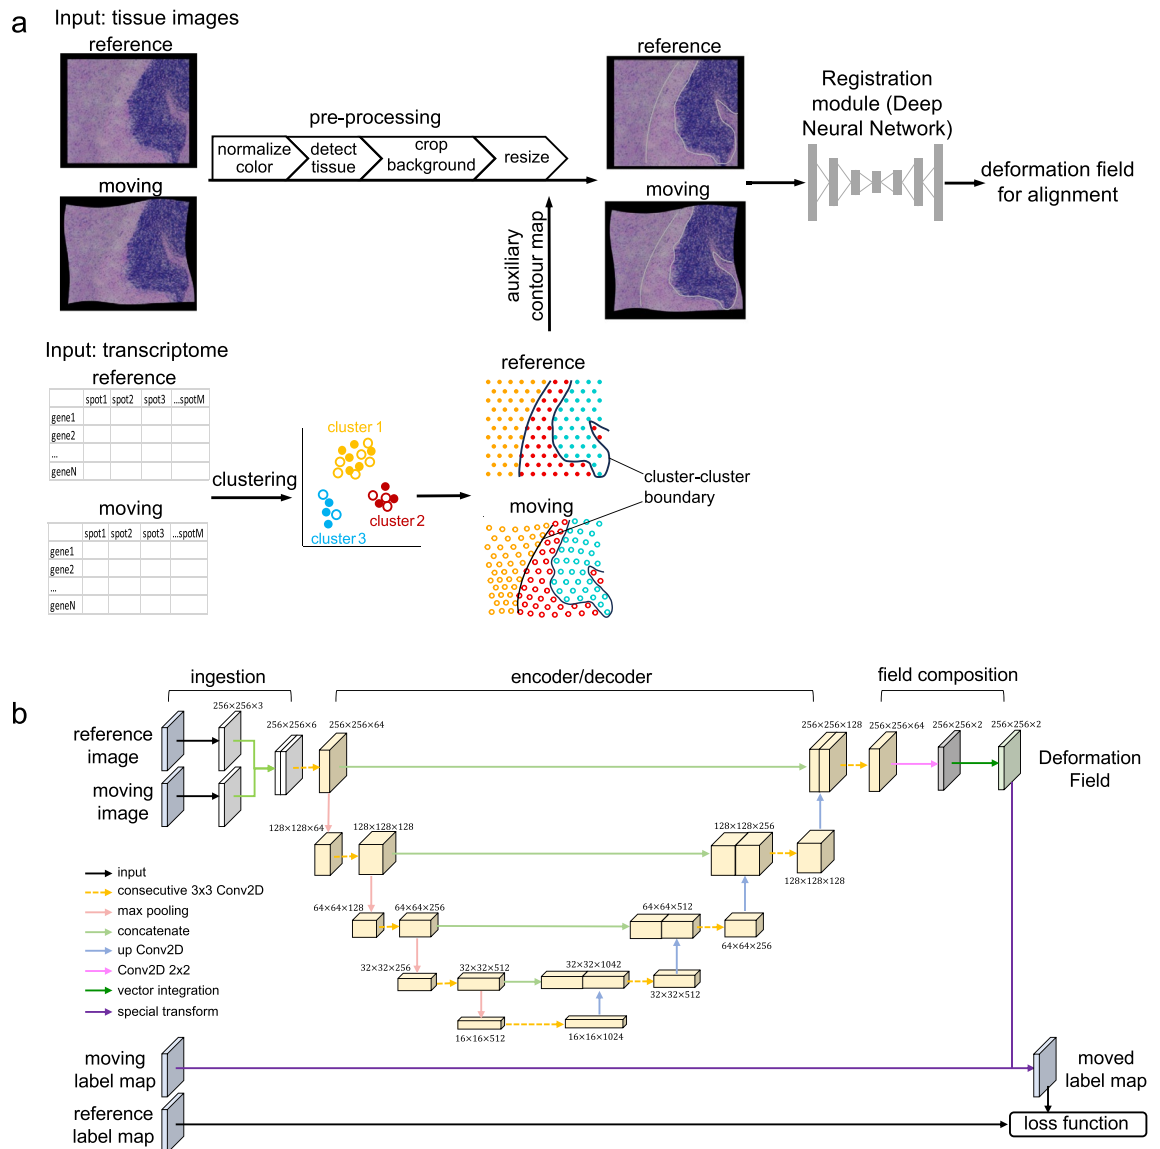 a
Input: tissue images
reference
moving
pre-processing
normalize
color
detect
tissue
crop
background
resize
reference
moving
Registration
module (Deep
Neural Network)
deformation field
for alignment
auxiliary
contour map
Input: transcriptome
reference
spot1 spot2 spot3 ...spotM
gene1
gene2
...
geneN
moving
spot1 spot2 spot3 ...spotM
gene1
gene2
...
geneN
clustering
cluster 1
cluster 2
cluster 3
reference
moving
cluster-cluster
boundary
b
ingestion
encoder/decoder
field composition
reference
image
moving
image
256×256×3
256×256×6
256×256×64
256×256×128
256×256×64
256×256×2
256×256×2
Deformation
Field
128×128×64
128×128×128
128×128×256
128×128×128
64×64×128
64×64×256
64×64×512
64×64×256
32×32×256
32×32×512
32×32×1042
32×32×512
16×16×512
16×16×1024
input
consecutive 3x3 Conv2D
max pooling
concatenate
up Conv2D
Conv2D 2x2
vector integration
special transform
moving
label map
reference
label map
moved
label map
loss function